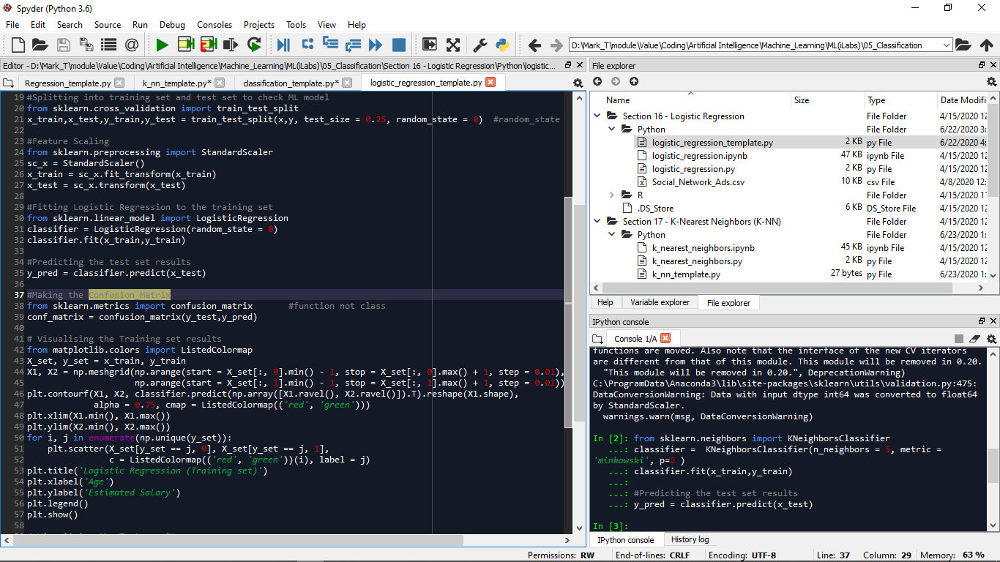 Spyder (Python 3.6)
File Edit Search Source Run Debug Consoles Projects Tools View Help
D:\Mark_T\module\Value\Coding\Artificial Intelligence\Machine_Learning\ML(iLabs)\05_Classification
Editor - D:\Mark_T\module\Value\Coding\Artificial Intelligence\Machine_Learning\ML(iLabs)\05_Classification\Section 16 - Logistic Regression\Python\logistic...
Regression_template.py k_nn_template.py* classification_template.py* logistic_regression_template.py
19 #Splitting into training set and test set to check ML model
20 from sklearn.cross_validation import train_test_split
21 x_train,x_test,y_train,y_test = train_test_split(x,y, test_size = 0.25, random_state = 0)  #random_state
22
23 #Feature Scaling
24 from sklearn.preprocessing import StandardScaler
25 sc_x = StandardScaler()
26 x_train = sc_x.fit_transform(x_train)
27 x_test = sc_x.transform(x_test)
28
29 #Fitting Logistic Regression to the training set
30 from sklearn.linear_model import LogisticRegression
31 classifier = LogisticRegression(random_state = 0)
32 classifier.fit(x_train,y_train)
33
34 #Predicting the test set results
35 y_pred = classifier.predict(x_test)
36
37 #Making the Confusion_Matrix
38 from sklearn.metrics import confusion_matrix       #function not class
39 conf_matrix = confusion_matrix(y_test,y_pred)
40
41 # Visualising the Training set results
42 from matplotlib.colors import ListedColormap
43 X_set, y_set = x_train, y_train
44 X1, X2 = np.meshgrid(np.arange(start = X_set[:, 0].min() - 1, stop = X_set[:, 0].max() + 1, step = 0.01),
45                      np.arange(start = X_set[:, 1].min() - 1, stop = X_set[:, 1].max() + 1, step = 0.01))
46 plt.contourf(X1, X2, classifier.predict(np.array([X1.ravel(), X2.ravel()]).T).reshape(X1.shape),
47              alpha = 0.75, cmap = ListedColormap(('red', 'green')))
48 plt.xlim(X1.min(), X1.max())
49 plt.ylim(X2.min(), X2.max())
50 for i, j in enumerate(np.unique(y_set)):
51     plt.scatter(X_set[y_set == j, 0], X_set[y_set == j, 1],
52                 c = ListedColormap(('red', 'green'))(i), label = j)
53 plt.title('Logistic Regression (Training set)')
54 plt.xlabel('Age')
55 plt.ylabel('Estimated Salary')
56 plt.legend()
57 plt.show()
58
File explorer
Name Size Type Date Modifi
Section 16 - Logistic Regression File Folder 4/15/2020 12
Python File Folder 6/22/2020 3:
logistic_regression_template.py 2 KB py File 6/22/2020 4:
logistic_regression.ipynb 47 KB ipynb File 4/15/2020 12
logistic_regression.py 2 KB py File 4/15/2020 12
Social_Network_Ads.csv 10 KB csv File 4/8/2020 12:
R File Folder 4/15/2020 1
.DS_Store 6 KB DS_Store File 4/15/2020 12
Section 17 - K-Nearest Neighbors (K-NN) File Folder 4/15/2020 12
Python File Folder 6/23/2020 1:
k_nearest_neighbors.ipynb 45 KB ipynb File 4/15/2020 12
k_nearest_neighbors.py 2 KB py File 4/15/2020 12
k_nn_template.py 27 bytes py File 6/23/2020 1:
Help Variable explorer File explorer
IPython console
Console 1/A
functions are moved. Also note that the interface of the new CV iterators
are different from that of this module. This module will be removed in 0.20.
"This module will be removed in 0.20.", DeprecationWarning)
C:\ProgramData\Anaconda3\lib\site-packages\sklearn\utils\validation.py:475:
DataConversionWarning: Data with input dtype int64 was converted to float64
by StandardScaler.
warnings.warn(msg, DataConversionWarning)
In [2]: from sklearn.neighbors import KNeighborsClassifier
...: classifier =  KNeighborsClassifier(n_neighbors = 5, metric =
'minkowski', p=2 )
...: classifier.fit(x_train,y_train)
...:
...: #Predicting the test set results
...: y_pred = classifier.predict(x_test)
In [3]:
IPython console History log
Permissions: RW End-of-lines: CRLF Encoding: UTF-8 Line: 37 Column: 29 Memory: 63 %